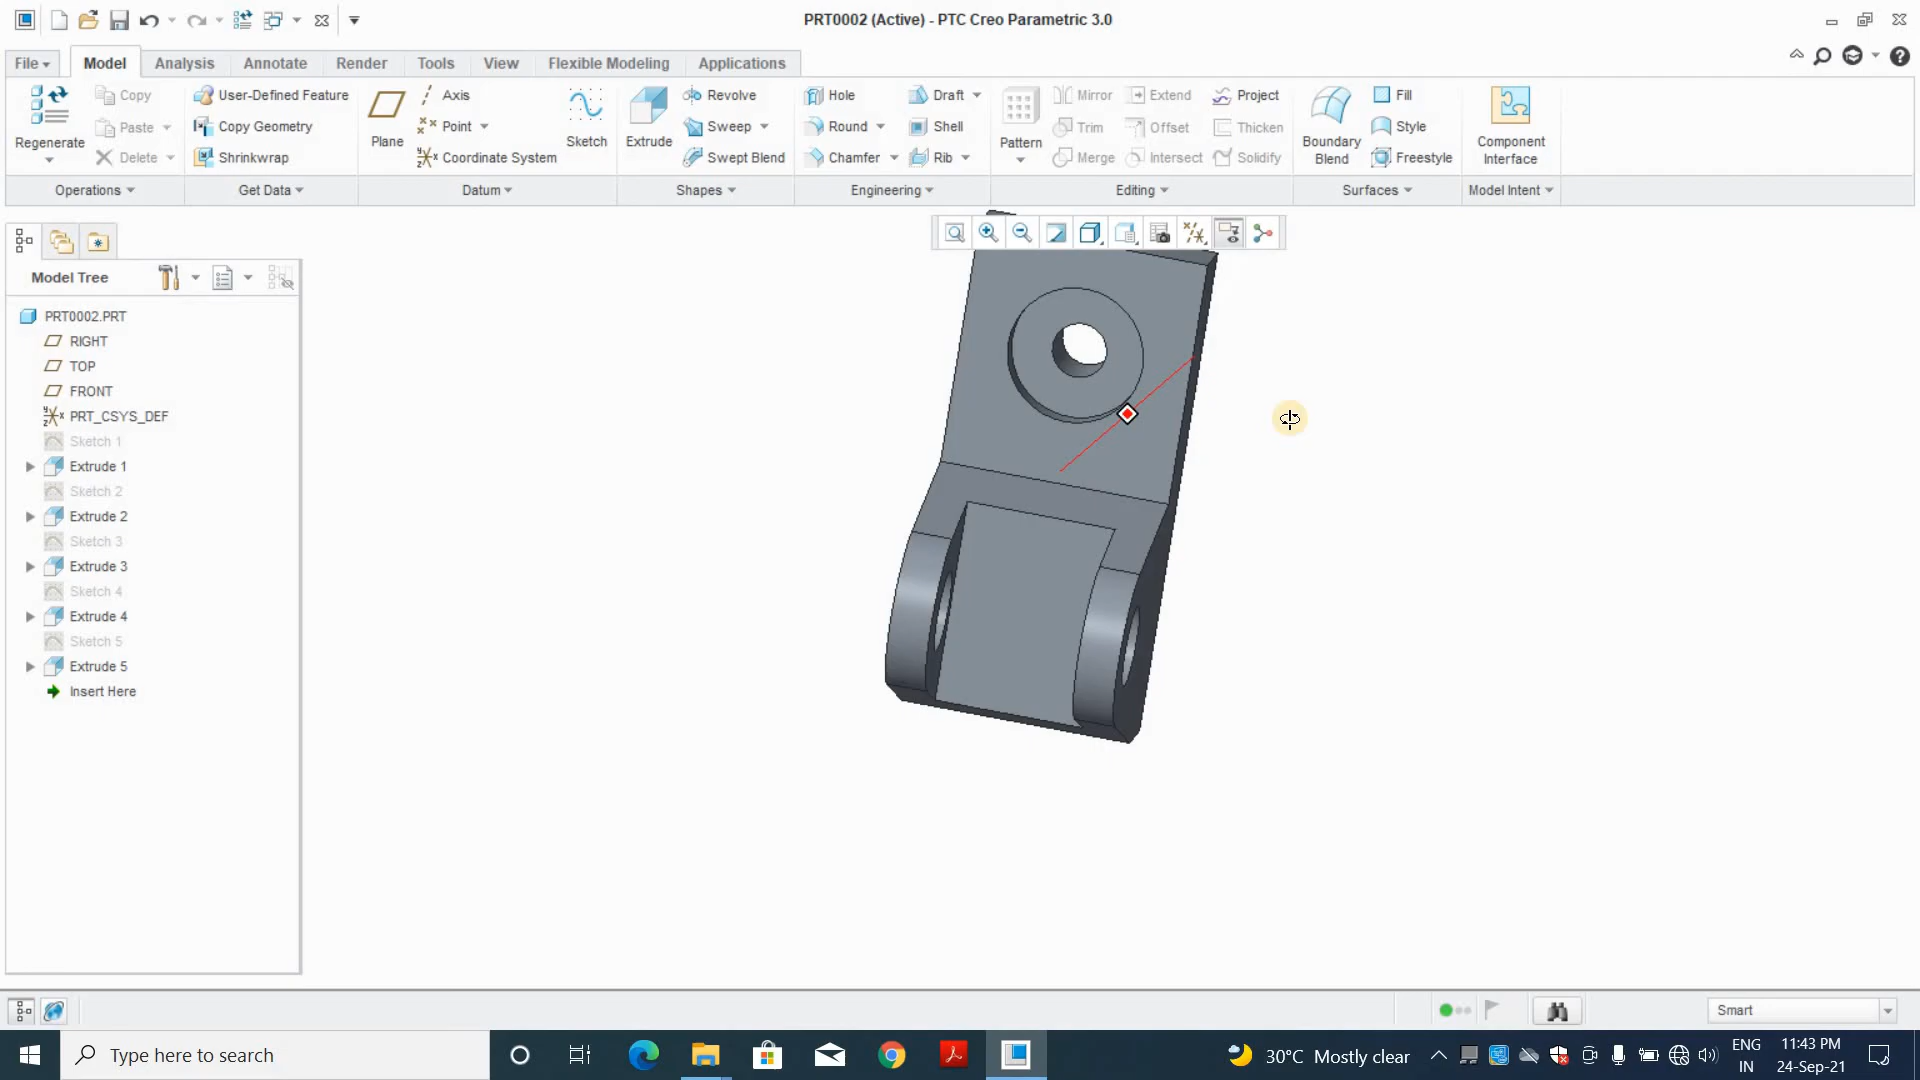 PRT0002 (Active) - PTC Creo Parametric 3.0
File
Model
Analysis
Annotate
Render
Tools
View
Flexible Modeling
Applications
Regenerate
Copy
Paste
Delete
Operations
User-Defined Feature
Copy Geometry
Shrinkwrap
Get Data
Plane
Axis
Point
Coordinate System
Sketch
Datum
Extrude
Revolve
Sweep
Swept Blend
Shapes
Hole
Round
Chamfer
Draft
Shell
Rib
Engineering
Pattern
Mirror
Trim
Merge
Extend
Offset
Intersect
Project
Thicken
Solidify
Editing
Boundary
Blend
Fill
Style
Freestyle
Surfaces
Component
Interface
Model Intent
Model Tree
PRT0002.PRT
RIGHT
TOP
FRONT
PRT_CSYS_DEF
Sketch 1
Extrude 1
Sketch 2
Extrude 2
Sketch 3
Extrude 3
Sketch 4
Extrude 4
Sketch 5
Extrude 5
Insert Here
Smart
Type here to search
30°C Mostly clear
ENG
IN
11:43 PM
24-Sep-21